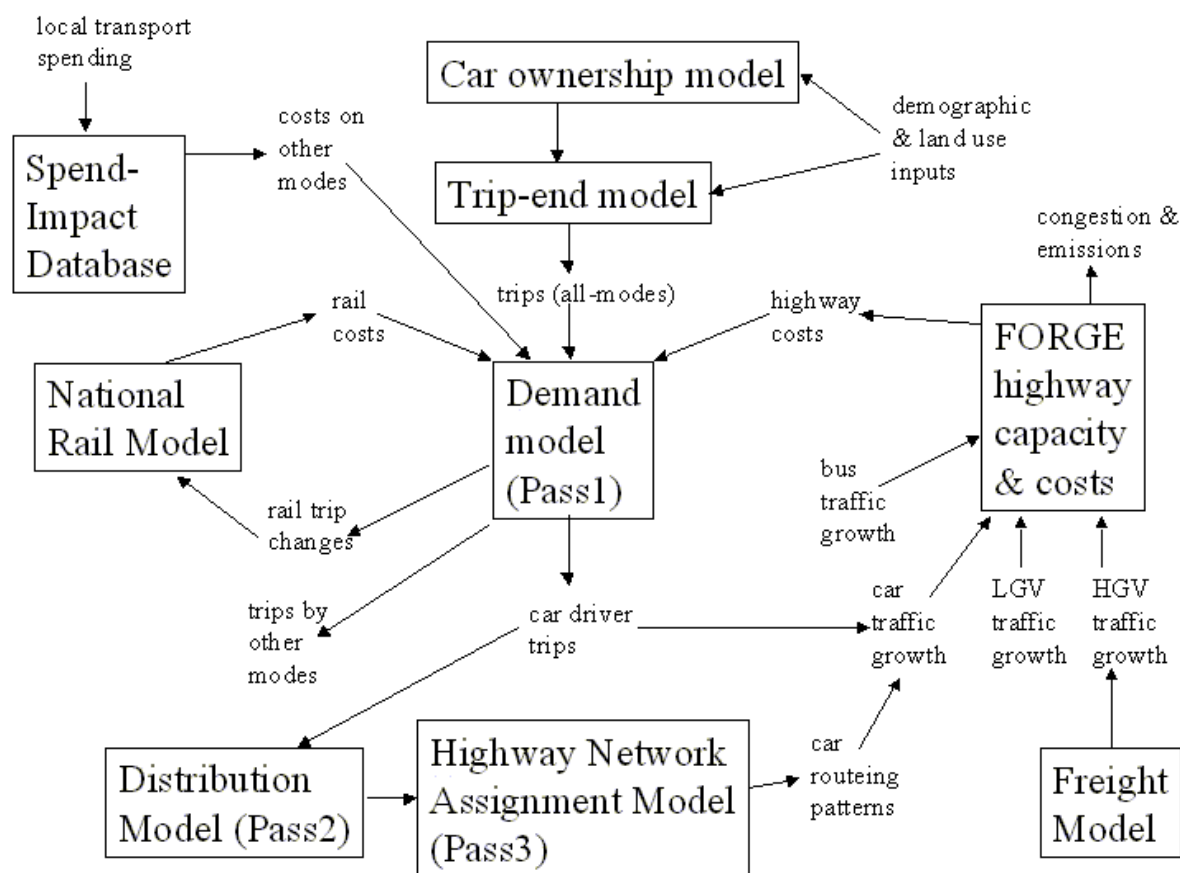 local transport
spending
Car ownership model
costs on
other
modes
demographic
& land use
inputs
Spend-
Impact
Database
Trip-end model
congestion &
emissions
trips (all-modes)
rail
costs
highway
costs
FORGE
highway
capacity
& costs
National
Rail Model
Demand
model
(Pass1)
bus
traffic
growth
rail trip
changes
trips by
other
modes
car driver
trips
car
traffic
growth
LGV
traffic
growth
HGV
traffic
growth
Distribution
Model (Pass2)
Highway Network
Assignment Model
(Pass3)
car
routeing
patterns
Freight
Model